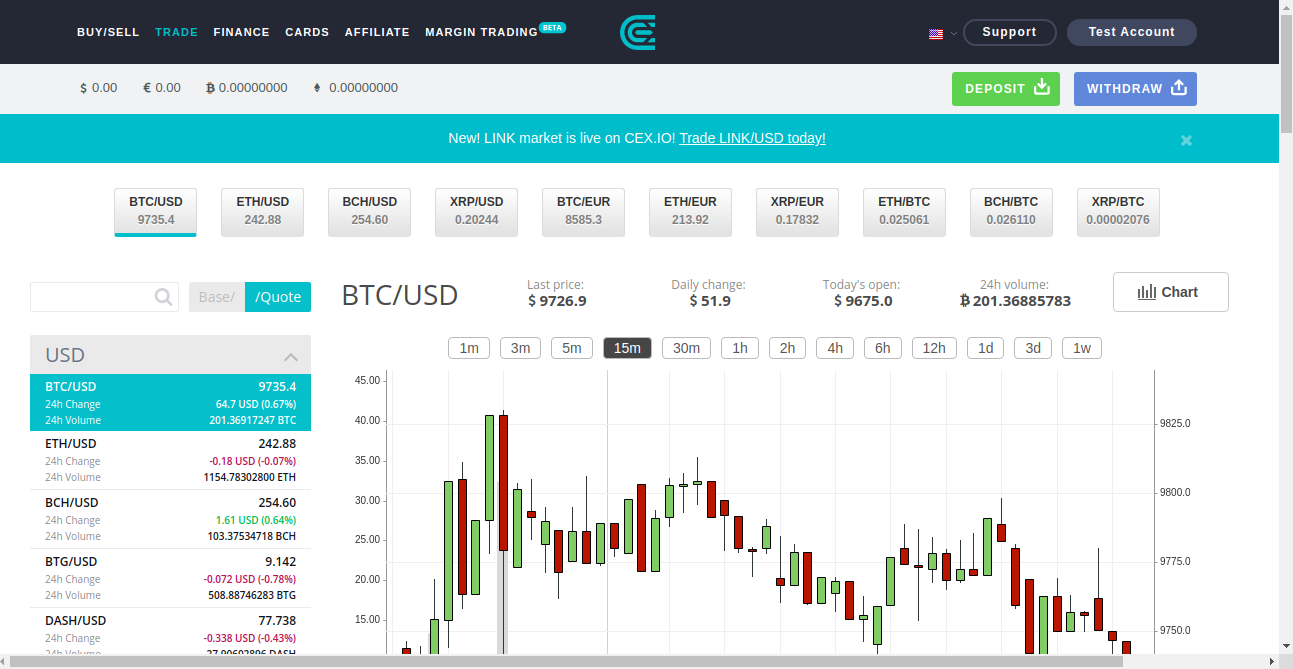 BUY/SELL TRADE FINANCE CARDS AFFILIATE MARGIN TRADING BETA Support Test Account
$ 0.00 € 0.00 ₿ 0.00000000 0.00000000 DEPOSIT WITHDRAW
New! LINK market is live on CEX.IO! Trade LINK/USD today! ×
BTC/USD ETH/USD BCH/USD XRP/USD BTC/EUR ETH/EUR XRP/EUR ETH/BTC BCH/BTC XRP/BTC
9735.4 242.88 254.60 0.20244 8585.3 213.92 0.17832 0.025061 0.026110 0.00002076
Base/ /Quote
BTC/USD
Last price: Daily change: Today's open: 24h volume:
$ 9726.9 $ 51.9 $ 9675.0 ₿ 201.36885783
Chart
1m 3m 5m 15m 30m 1h 2h 4h 6h 12h 1d 3d 1w
USD
BTC/USD 9735.4
24h Change 64.7 USD (0.67%)
24h Volume 201.36917247 BTC
ETH/USD 242.88
24h Change -0.18 USD (-0.07%)
24h Volume 1154.78302800 ETH
BCH/USD 254.60
24h Change 1.61 USD (0.64%)
24h Volume 103.37534718 BCH
BTG/USD 9.142
24h Change -0.072 USD (-0.78%)
24h Volume 508.88746283 BTG
DASH/USD 77.738
24h Change -0.338 USD (-0.43%)
24h Volume 27.90602896 DASH
45.00
40.00
35.00
30.00
25.00
20.00
15.00
9825.0
9800.0
9775.0
9750.0